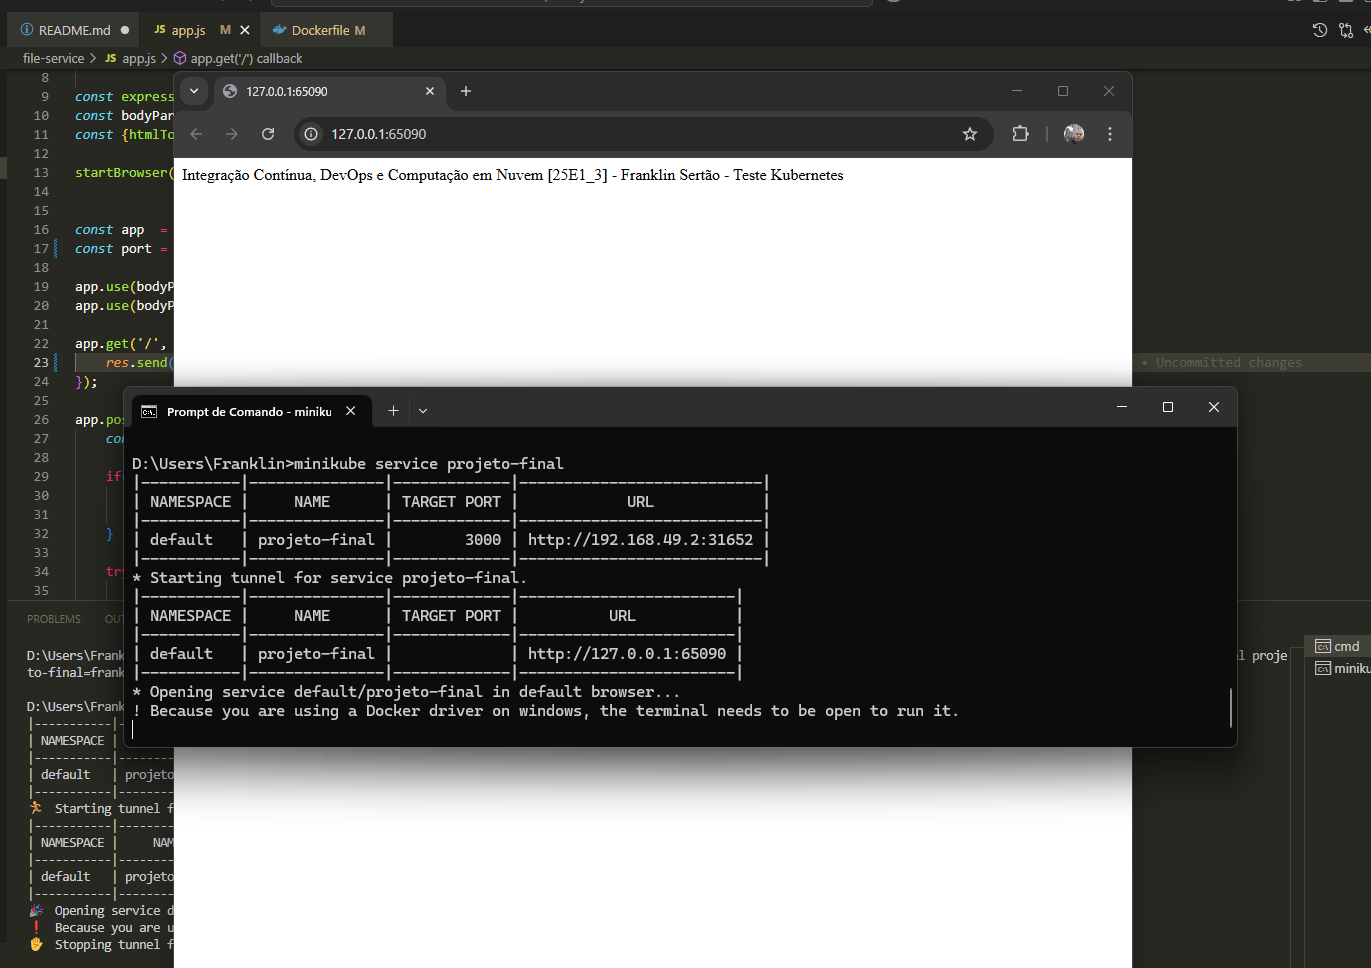 README.md
JS app.js M
Dockerfile M
file-service > JS app.js > app.get('/') callback
8
9 const express
10 const bodyPar
11 const {htmlTo
12
13 startBrowser(
14
15
16 const app =
17 const port =
18
19 app.use(bodyP
20 app.use(bodyP
21
22 app.get('/',
23 res.send( • Uncommitted changes
24 });
25
26 app.po
27 co
28
29 if
30
31
32 }
33
34 try
35
127.0.0.1:65090
127.0.0.1:65090
Integração Contínua, DevOps e Computação em Nuvem [25E1_3] - Franklin Sertão - Teste Kubernetes
Prompt de Comando - miniku
D:\Users\Franklin>minikube service projeto-final
|-----------|---------------|-------------|---------------------------|
| NAMESPACE | NAME | TARGET PORT | URL |
|-----------|---------------|-------------|---------------------------|
| default | projeto-final | 3000 | http://192.168.49.2:31652 |
|-----------|---------------|-------------|---------------------------|
* Starting tunnel for service projeto-final.
|-----------|---------------|-------------|------------------------|
| NAMESPACE | NAME | TARGET PORT | URL |
|-----------|---------------|-------------|------------------------|
| default | projeto-final | | http://127.0.0.1:65090 |
|-----------|---------------|-------------|------------------------|
* Opening service default/projeto-final in default browser...
! Because you are using a Docker driver on windows, the terminal needs to be open to run it.
PROBLEMS OU
cmd
miniku
D:\Users\Frank l proje
to-final=frank
D:\Users\Fran
|-----------|----
| NAMESPACE |
|-----------|----
| default | projeto
|-----------|----
Starting tunnel f
|-----------|----
| NAMESPACE | NAM
|-----------|----
| default | projeto
|-----------|----
Opening service d
! Because you are u
Stopping tunnel f